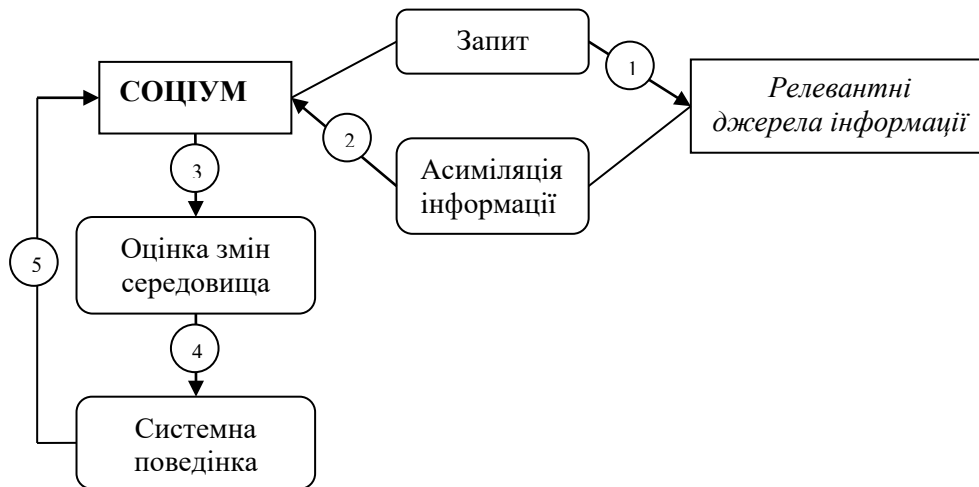 Запит
1
СОЦІУМ
Релевантні
джерела інформації
2
Асиміляція
інформації
3
Оцінка змін
середовища
5
4
Системна
поведінка